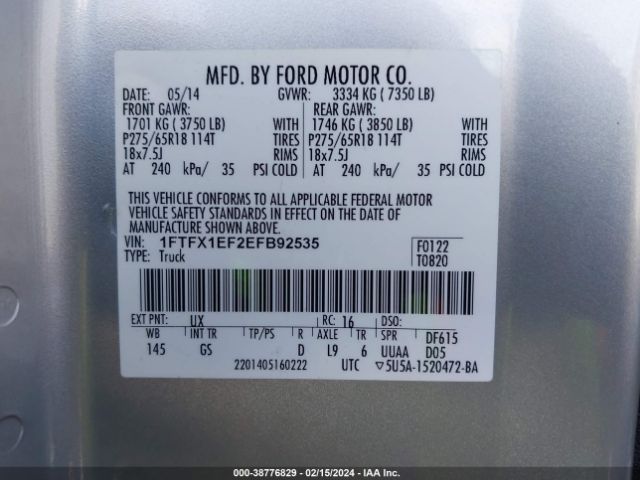 MFD. BY FORD MOTOR CO.
DATE: 05/14 GVWR: 3334 KG ( 7350 LB)
FRONT GAWR: REAR GAWR:
1701 KG ( 3750 LB) WITH 1746 KG ( 3850 LB) WITH
P275/65R18 114T TIRES P275/65R18 114T TIRES
18x7.5J RIMS 18x7.5J RIMS
AT 240 kPa/ 35 PSI COLD AT 240 kPa/ 35 PSI COLD
THIS VEHICLE CONFORMS TO ALL APPLICABLE FEDERAL MOTOR
VEHICLE SAFETY STANDARDS IN EFFECT ON THE DATE OF
MANUFACTURE SHOWN ABOVE.
VIN: 1FTFX1EF2EFB92535 F0122
TYPE: Truck T0820
EXT PNT: UX RC: 16 DSO:
WB INT TR TP/PS R AXLE TR SPR DF615
145 GS D L9 6 UUAA D05
2201405160222 UTC ▽5U5A-1520472-BA
000-38776829 - 02/15/2024 - IAA Inc.